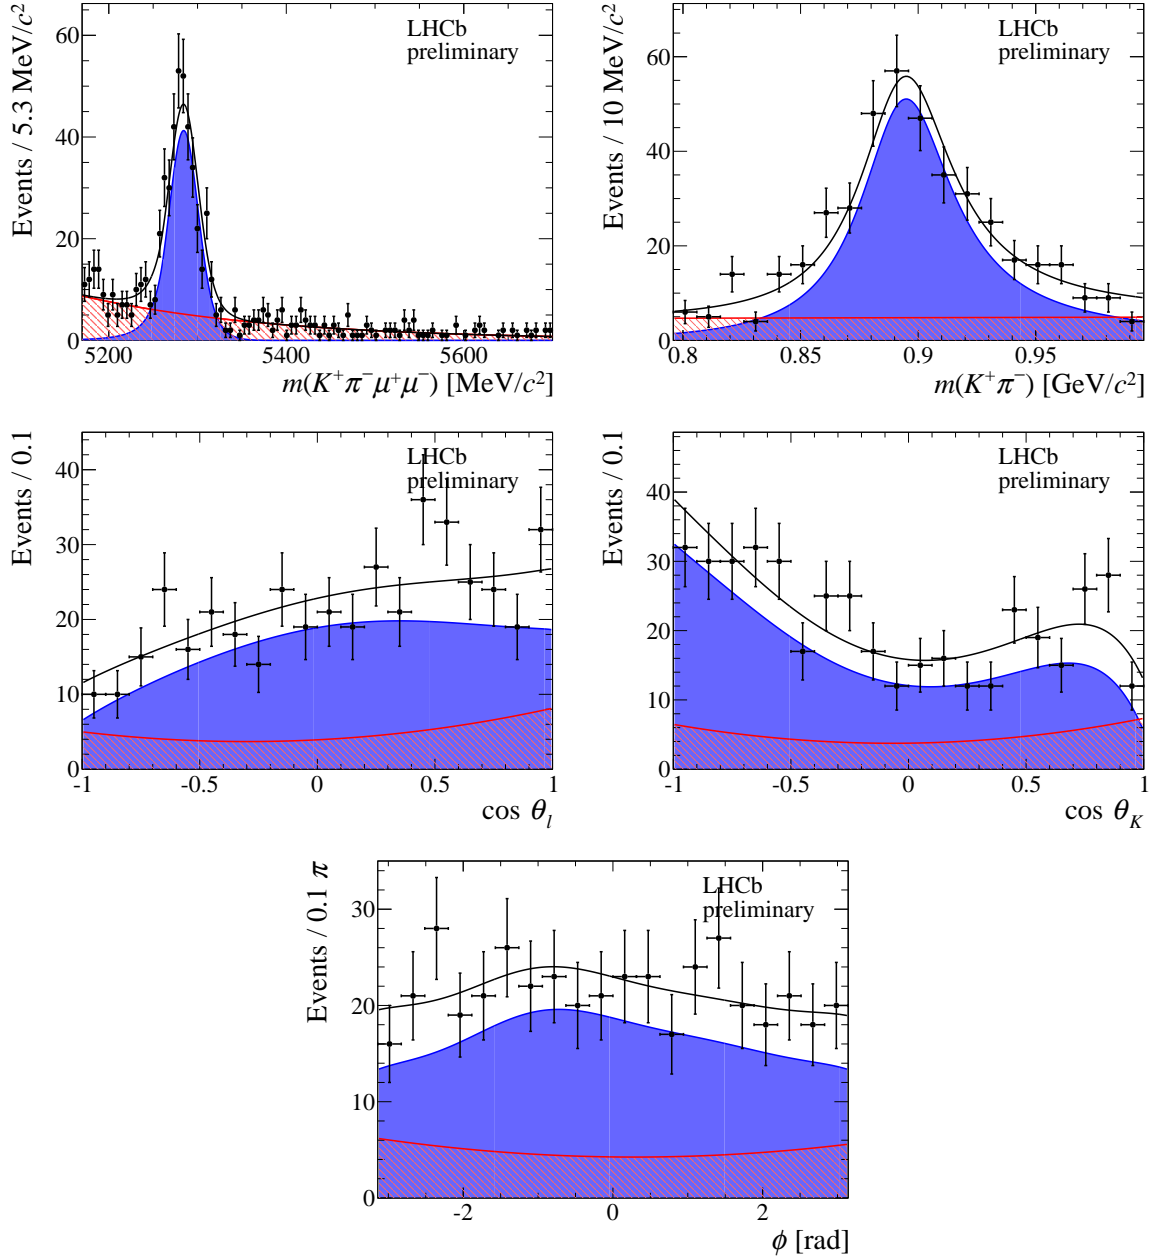 Events / 5.3 MeV/c²
60
40
20
0
LHCb
preliminary
5200
5400
5600
m(K⁺π⁻μ⁺μ⁻) [MeV/c²]
Events / 10 MeV/c²
60
40
20
0
LHCb
preliminary
0.8
0.85
0.9
0.95
m(K⁺π⁻) [GeV/c²]
Events / 0.1
40
30
20
10
0
LHCb
preliminary
-1
-0.5
0
0.5
1
cos θₗ
Events / 0.1
40
30
20
10
0
LHCb
preliminary
-1
-0.5
0
0.5
1
cos θ_K
Events / 0.1 π
30
20
10
0
LHCb
preliminary
-2
0
2
ϕ [rad]